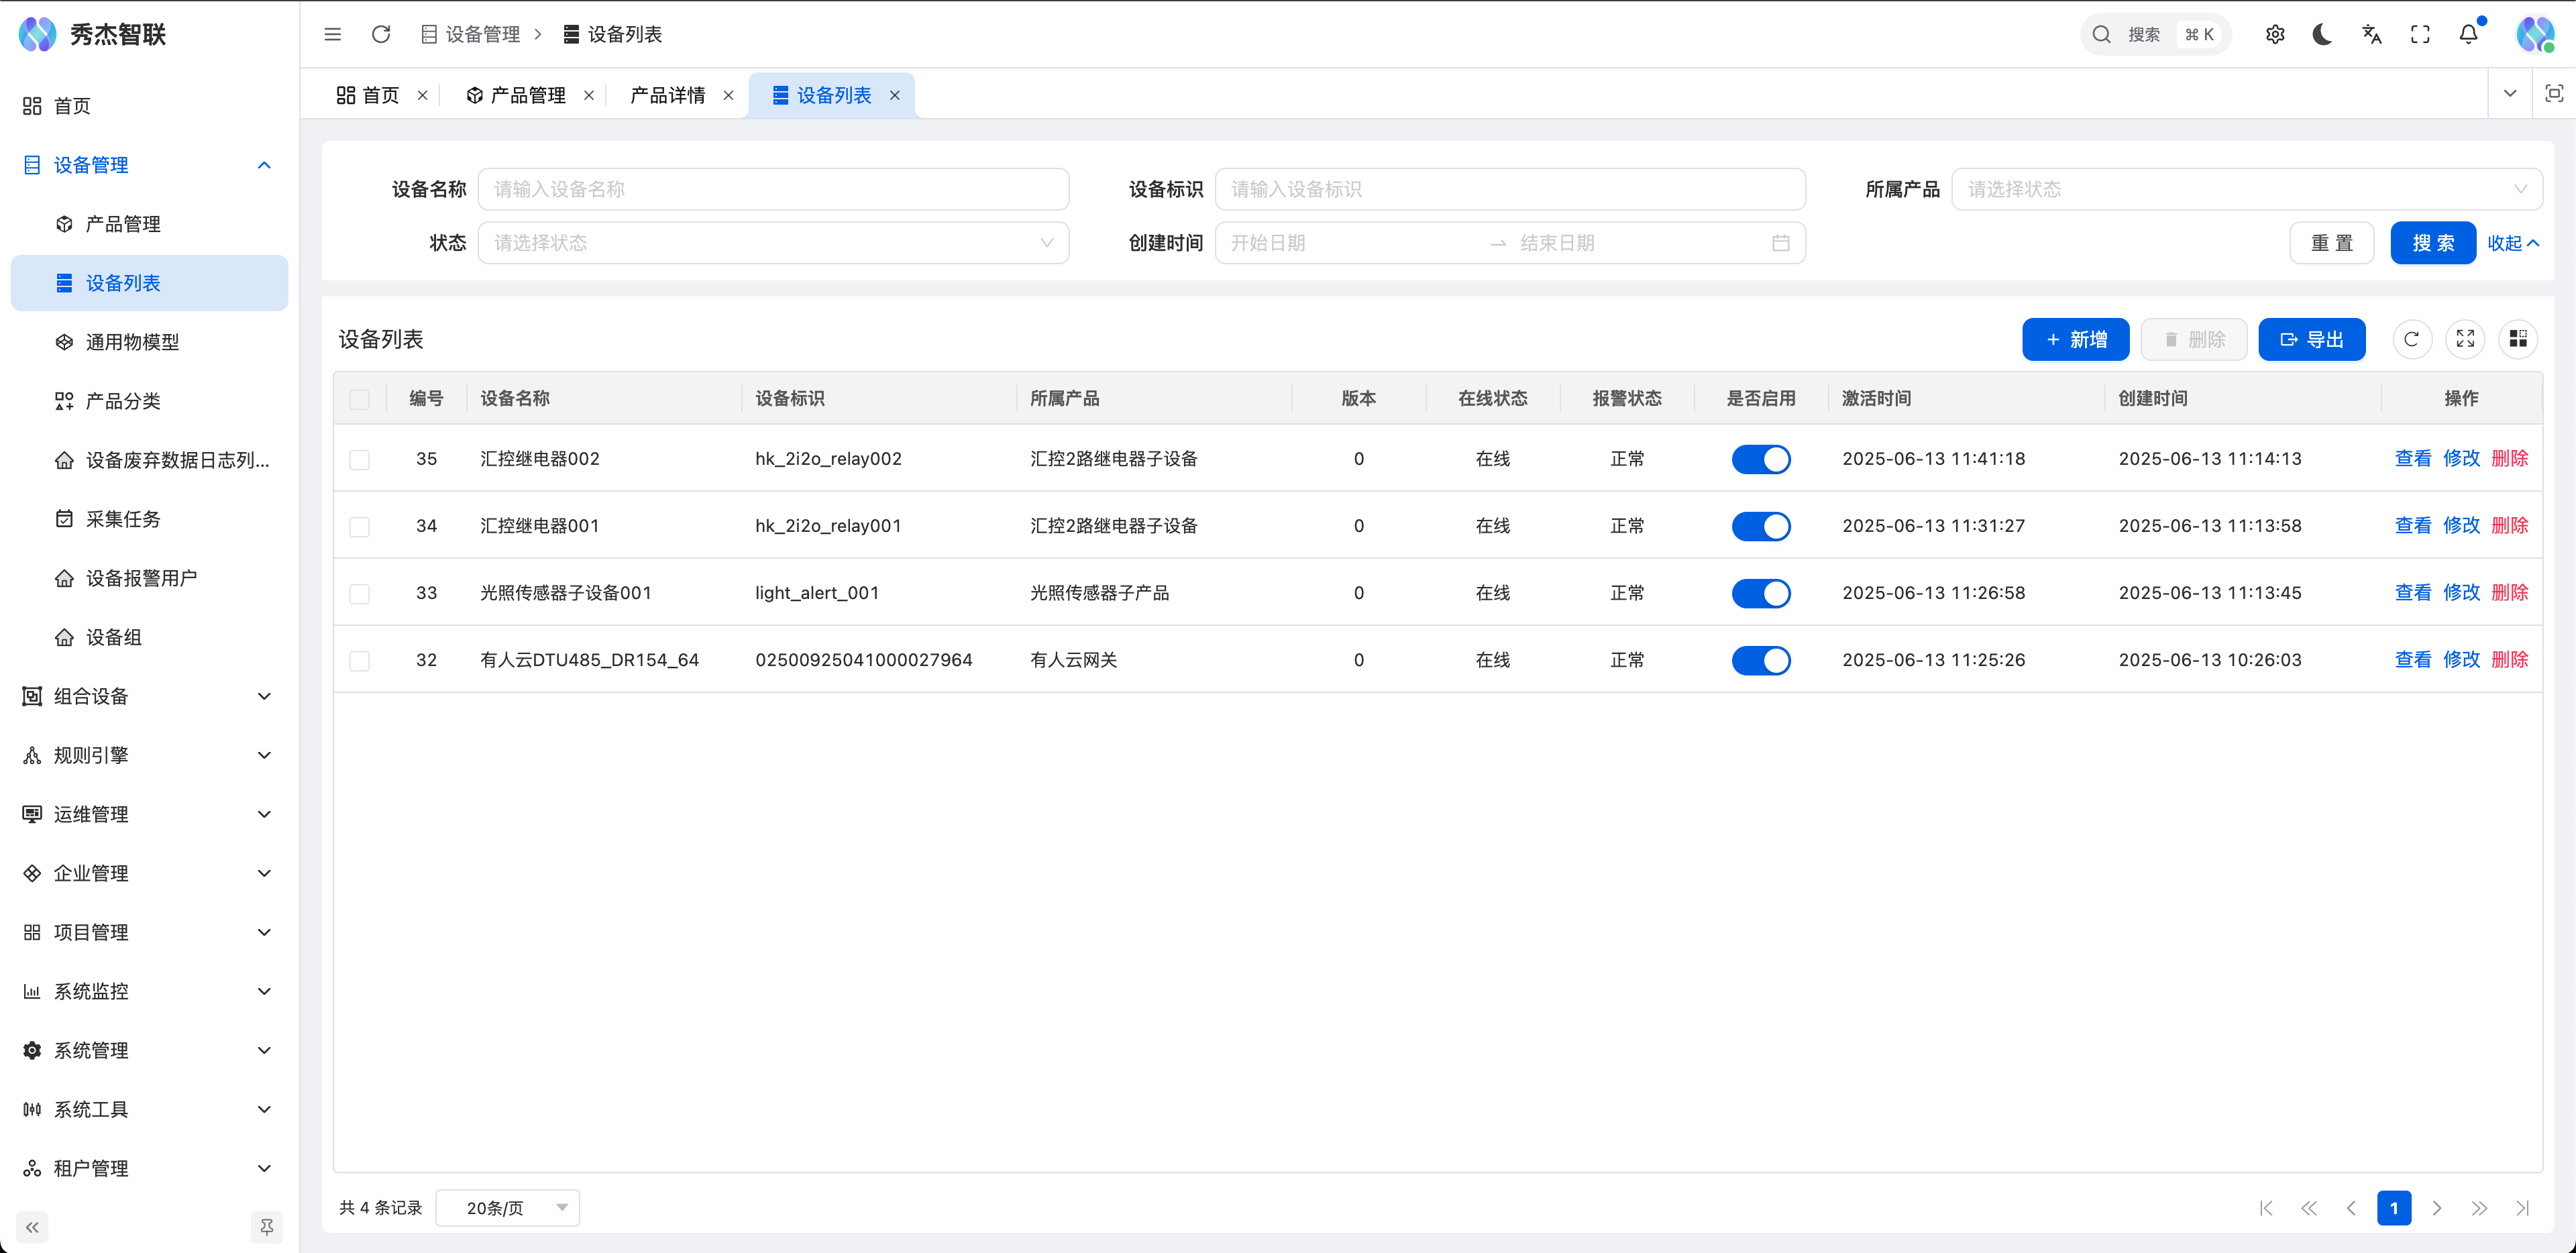 秀杰智联
设备管理 > 设备列表
搜索 ⌘ K
首页
产品管理
产品详情
设备列表
首页
设备管理
产品管理
设备列表
通用物模型
产品分类
设备废弃数据日志列...
采集任务
设备报警用户
设备组
组合设备
规则引擎
运维管理
企业管理
项目管理
系统监控
系统管理
系统工具
租户管理
设备名称 请输入设备名称
设备标识 请输入设备标识
所属产品 请选择状态
状态 请选择状态
创建时间 开始日期 → 结束日期
重 置 搜 索 收起
设备列表
+ 新增 删除 导出
编号 设备名称 设备标识 所属产品 版本 在线状态 报警状态 是否启用 激活时间 创建时间 操作
35 汇控继电器002 hk_2i2o_relay002 汇控2路继电器子设备 0 在线 正常 2025-06-13 11:41:18 2025-06-13 11:14:13 查看 修改 删除
34 汇控继电器001 hk_2i2o_relay001 汇控2路继电器子设备 0 在线 正常 2025-06-13 11:31:27 2025-06-13 11:13:58 查看 修改 删除
33 光照传感器子设备001 light_alert_001 光照传感器子产品 0 在线 正常 2025-06-13 11:26:58 2025-06-13 11:13:45 查看 修改 删除
32 有人云DTU485_DR154_64 02500925041000027964 有人云网关 0 在线 正常 2025-06-13 11:25:26 2025-06-13 10:26:03 查看 修改 删除
共 4 条记录 20条/页 1